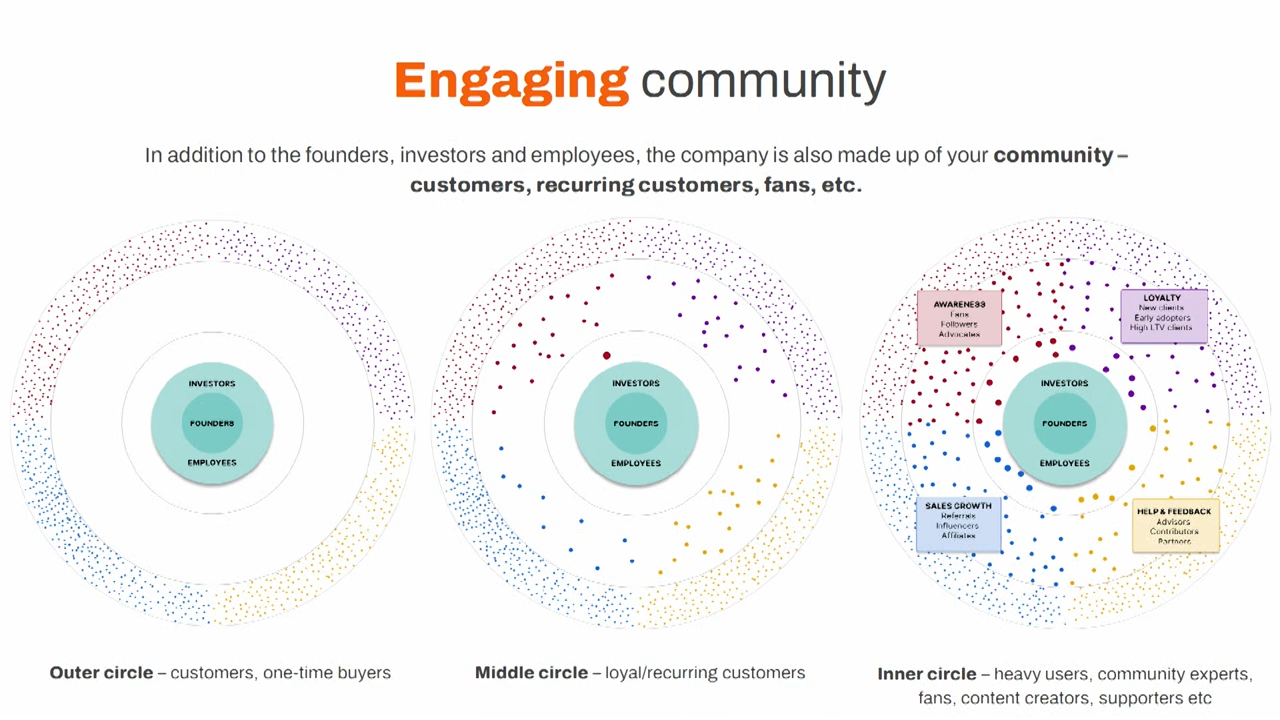 Engaging community
In addition to the founders, investors and employees, the company is also made up of your community –
customers, recurring customers, fans, etc.
INVESTORS
FOUNDERS
EMPLOYEES
INVESTORS
FOUNDERS
EMPLOYEES
AWARENESS
Fans
Followers
Advocates
LOYALTY
New clients
Early adopters
High LTV clients
INVESTORS
FOUNDERS
EMPLOYEES
SALES GROWTH
Referrals
Influencers
Affiliates
HELP & FEEDBACK
Advisors
Contributors
Partners
Outer circle – customers, one-time buyers
Middle circle – loyal/recurring customers
Inner circle – heavy users, community experts,
fans, content creators, supporters etc